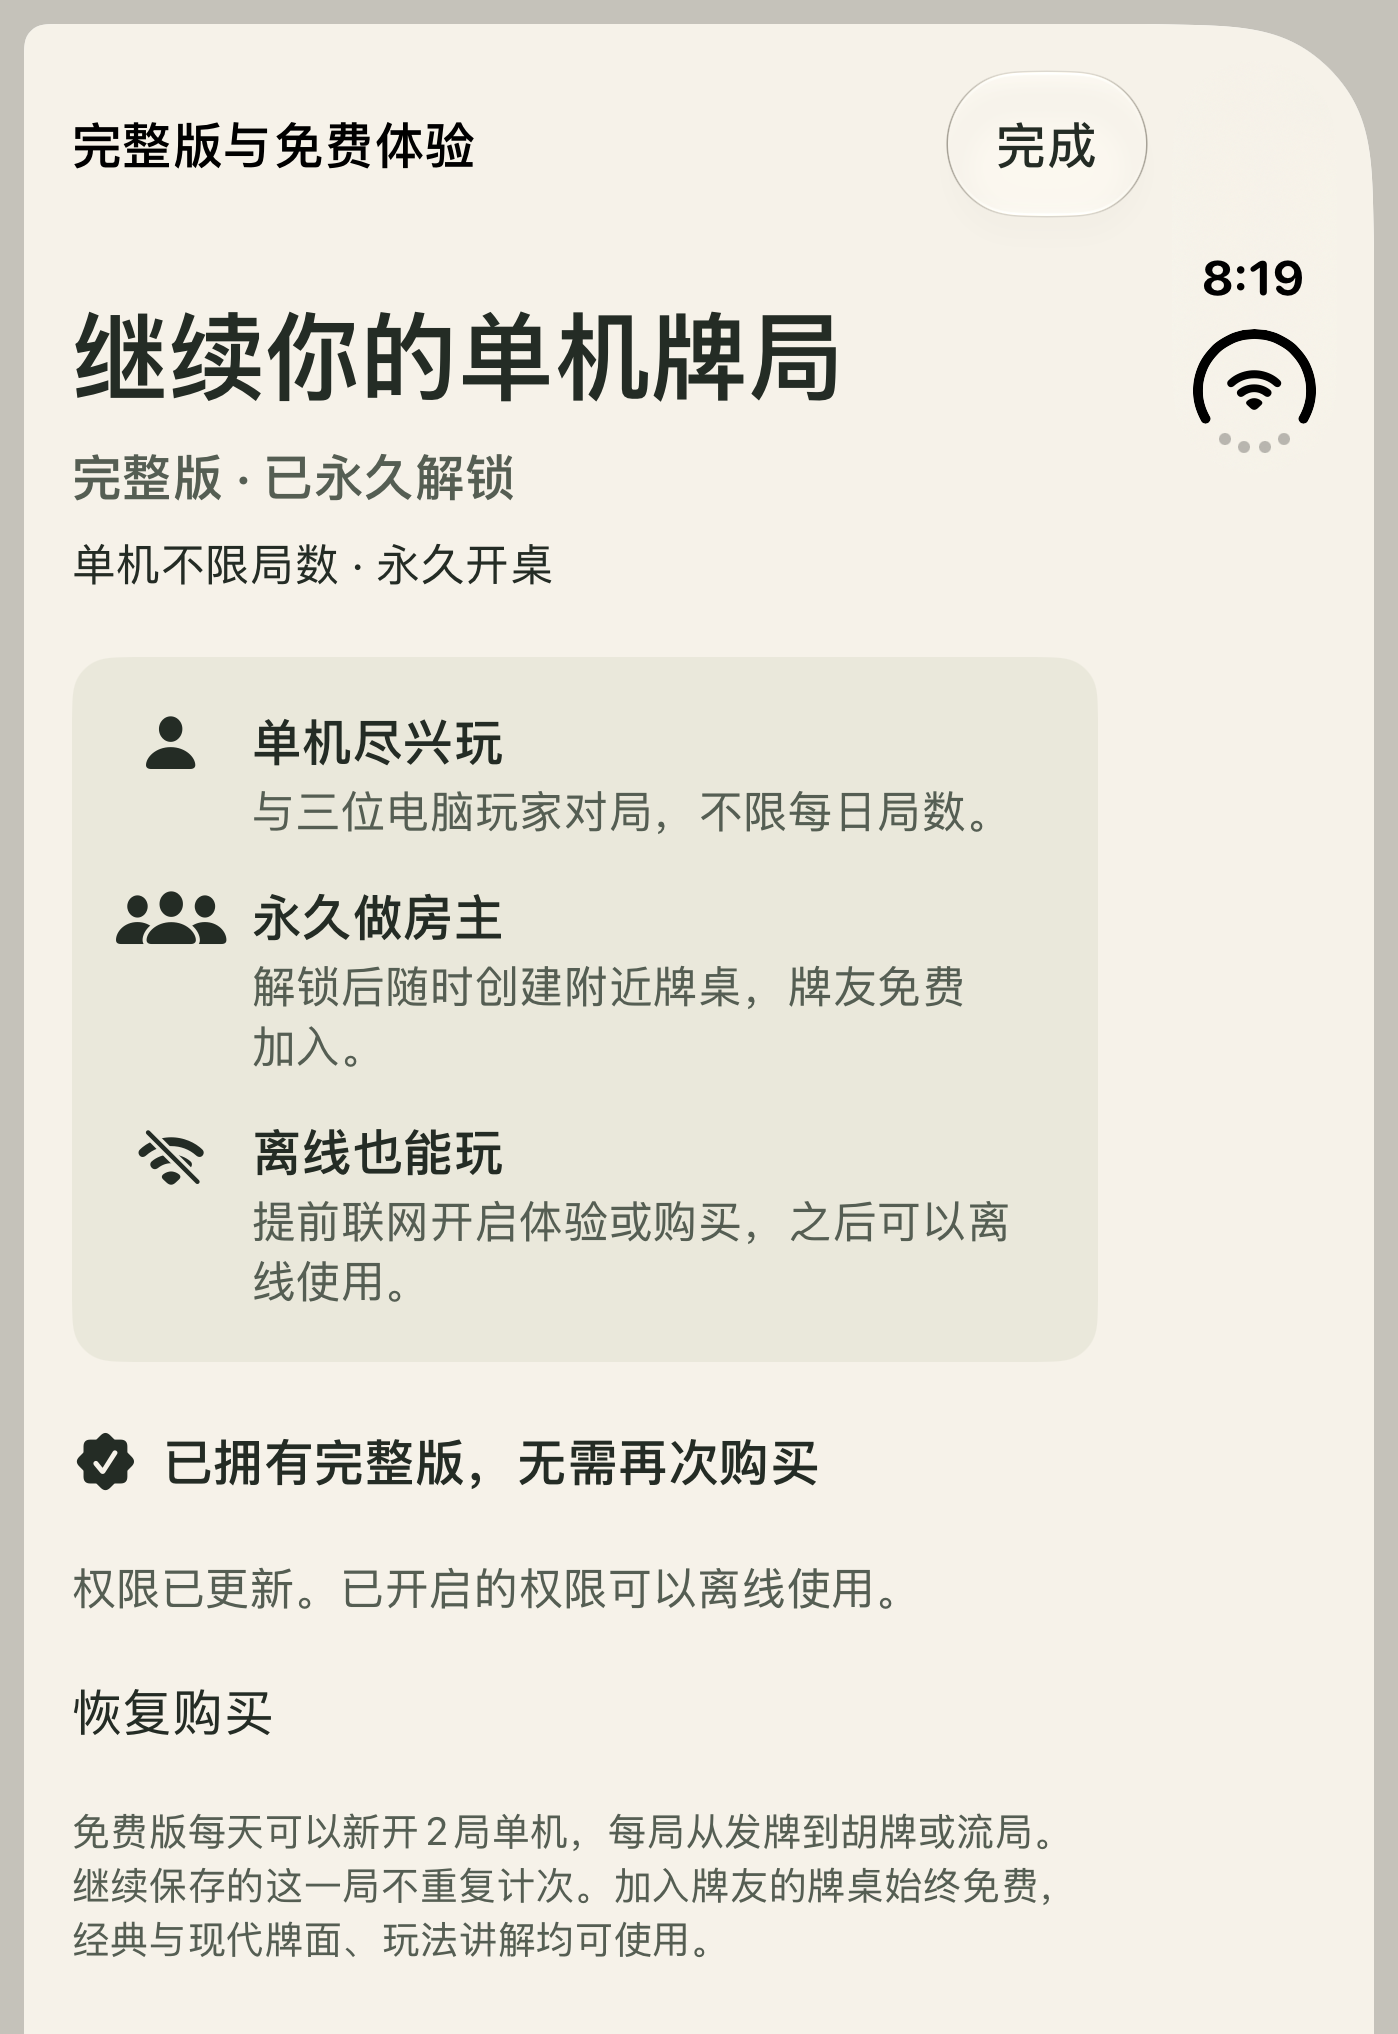 完整版与免费体验
完成
8:19
继续你的单机牌局
完整版 · 已永久解锁
单机不限局数 · 永久开桌
单机尽兴玩
与三位电脑玩家对局，不限每日局数。
永久做房主
解锁后随时创建附近牌桌，牌友免费
加入。
离线也能玩
提前联网开启体验或购买，之后可以离
线使用。
已拥有完整版，无需再次购买
权限已更新。已开启的权限可以离线使用。
恢复购买
免费版每天可以新开 2 局单机，每局从发牌到胡牌或流局。
继续保存的这一局不重复计次。加入牌友的牌桌始终免费，
经典与现代牌面、玩法讲解均可使用。